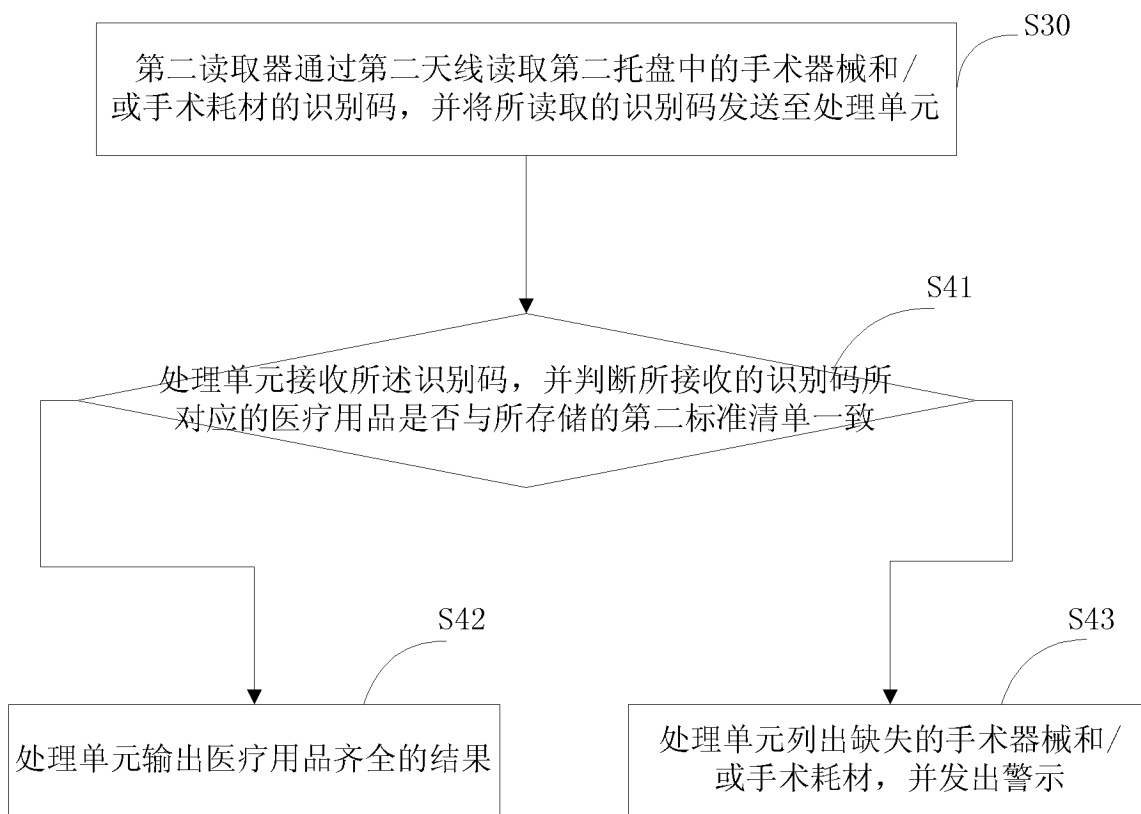 S30
第二读取器通过第二天线读取第二托盘中的手术器械和/
或手术耗材的识别码，并将所读取的识别码发送至处理单元
S41
处理单元接收所述识别码，并判断所接收的识别码所
对应的医疗用品是否与所存储的第二标准清单一致
S42
处理单元输出医疗用品齐全的结果
S43
处理单元列出缺失的手术器械和/
或手术耗材，并发出警示